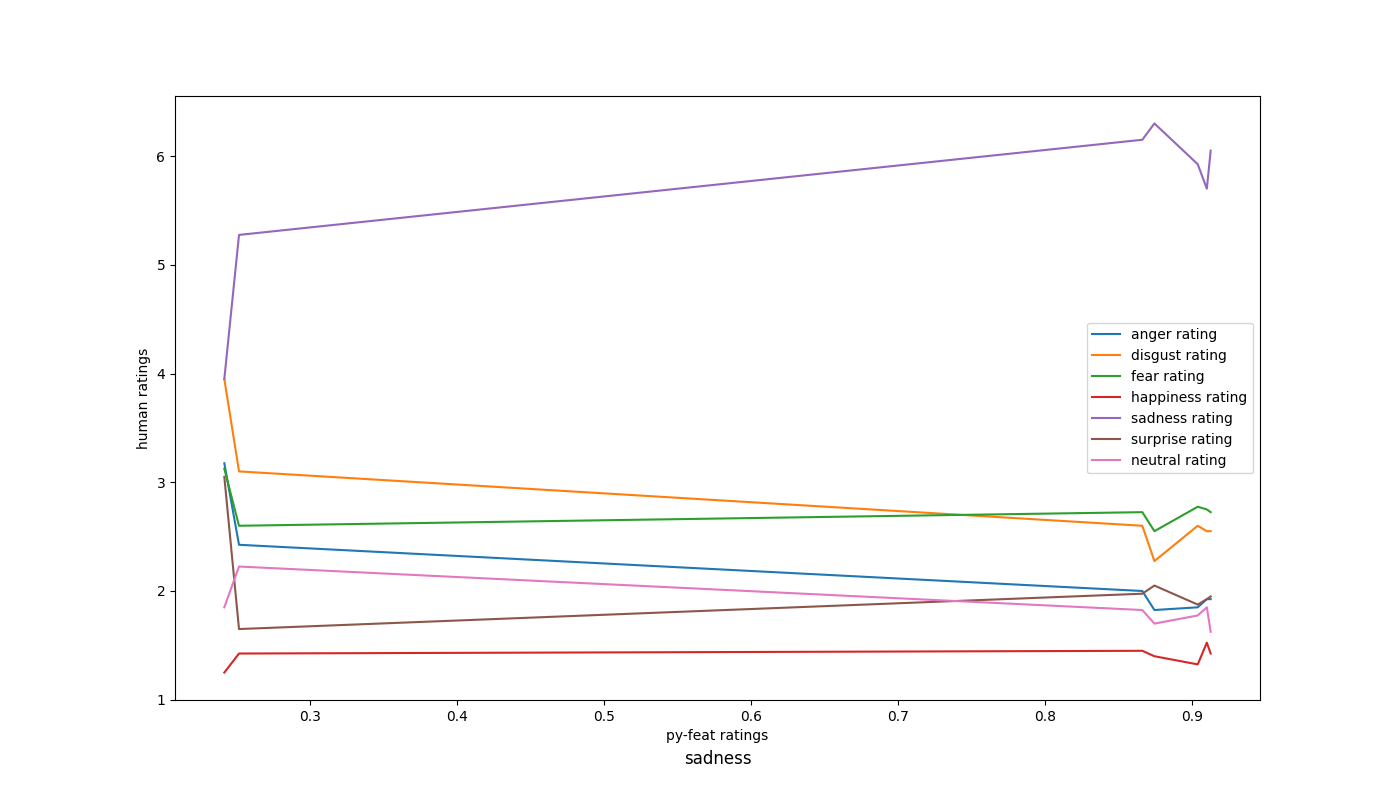 6
5
4
3
2
1
human ratings
anger rating
disgust rating
fear rating
happiness rating
sadness rating
surprise rating
neutral rating
0.3 0.4 0.5 0.6 0.7 0.8 0.9
py-feat ratings
sadness